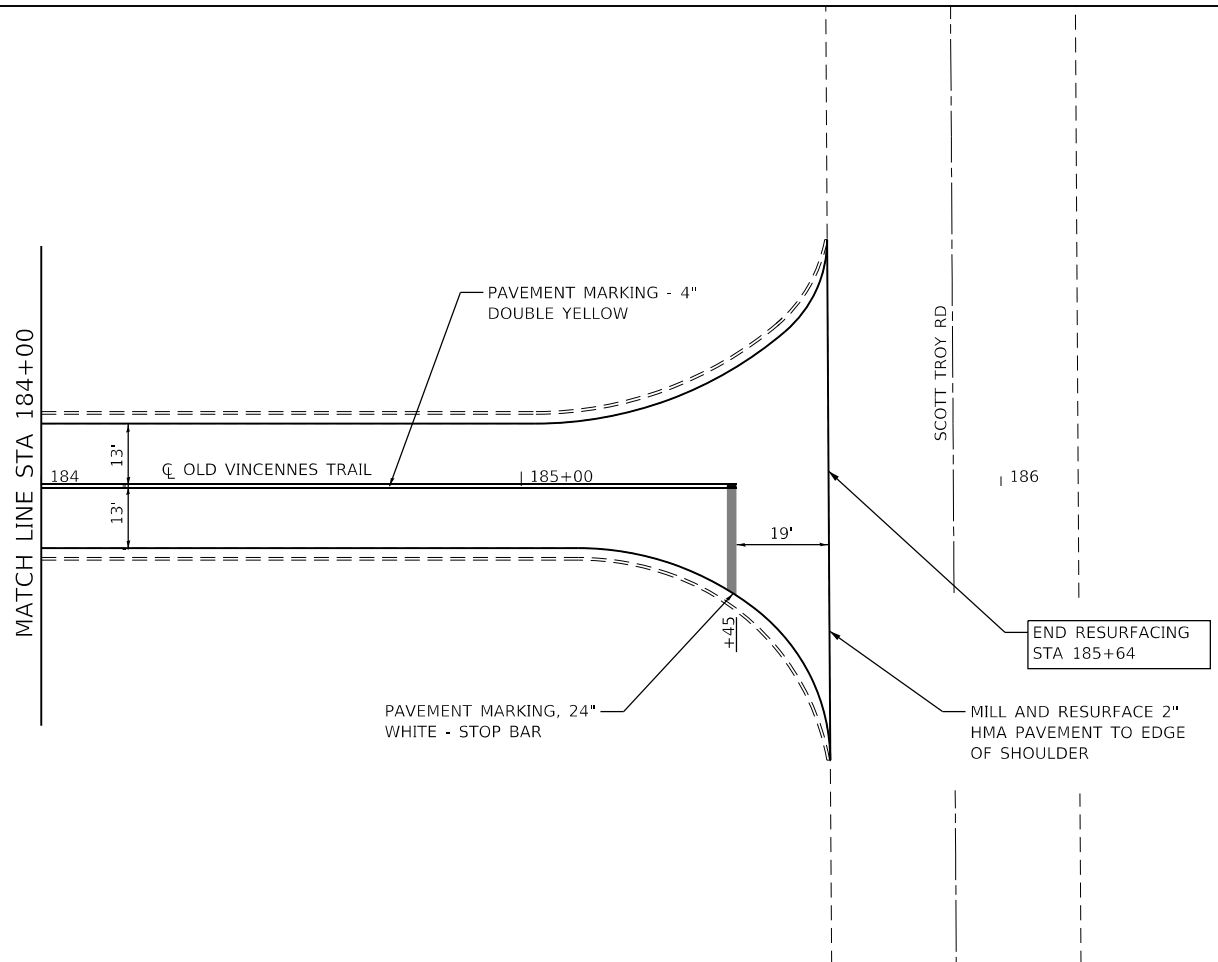 PAVEMENT MARKING - 4"
DOUBLE YELLOW
SCOTT TROY RD
MATCH LINE STA 184+00
13'
184
℄ OLD VINCENNES TRAIL
185+00
186
13'
19'
+45
END RESURFACING
STA 185+64
PAVEMENT MARKING, 24"
WHITE - STOP BAR
MILL AND RESURFACE 2"
HMA PAVEMENT TO EDGE
OF SHOULDER